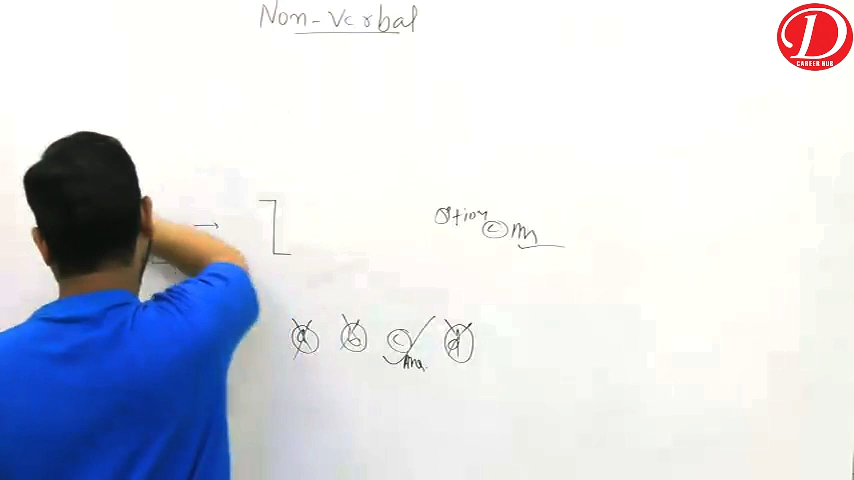 Non-Verbal
D
CAREER HUB
Option
C Ans
a b c d
Ans.